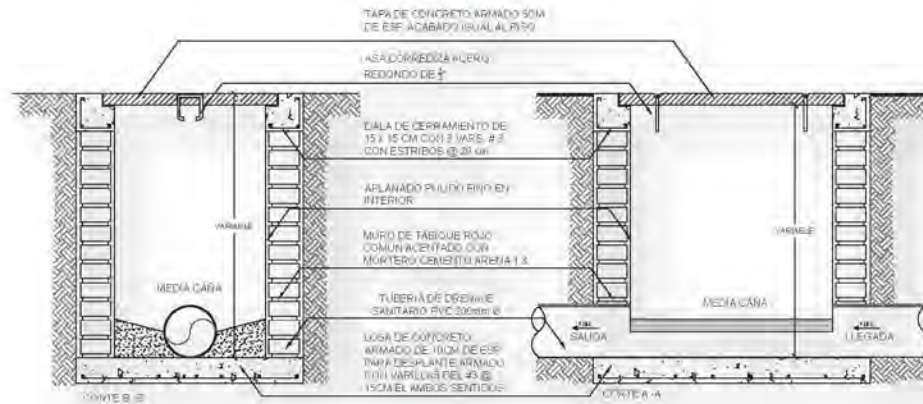 TAPA DE CONCRETO ARMADO 5CM
DE ESP. ACABADO IGUAL AL PISO
ASA CORREDIZA ACERO
REDONDO DE
DALA DE CERRAMIENTO DE
15 X 15 CM CON 3 VARS. # 3
CON ESTRIBOS @ 20 cm
APLANADO PULIDO FINO EN
INTERIOR
MURO DE TABIQUE ROJO
COMUN ACENTADO CON
MORTERO CEMENTO ARENA 1:3
TUBERIA DE DRENAJE
SANITARIO PVC 200mm Ø
LOSA DE CONCRETO
ARMADO DE 10CM DE ESP.
PARA DESPLANTE ARMADO
CON VARILLAS DEL #3 @
15CM EL AMBOS SENTIDOS
VARIABLE
MEDIA CAÑA
CORTE B -B'
VARIABLE
MEDIA CAÑA
SALIDA
LLEGADA
CORTE A -A'